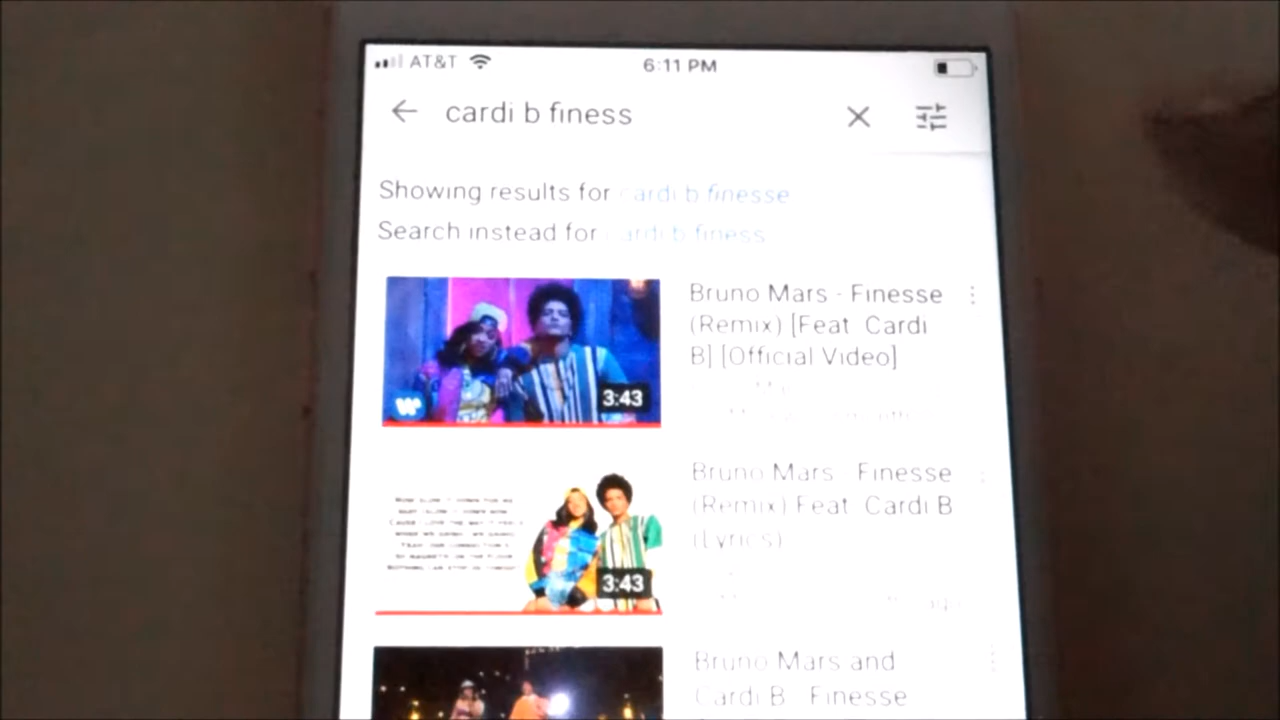 AT&T 6:11 PM
cardi b finess
Showing results for cardi b finesse
Search instead for cardi b finess
Bruno Mars - Finesse
(Remix) [Feat. Cardi
B] [Official Video]
3:43
Bruno Mars - Finesse
(Remix) Feat. Cardi B
(Lyrics)
3:43
Bruno Mars and
Cardi B Finesse